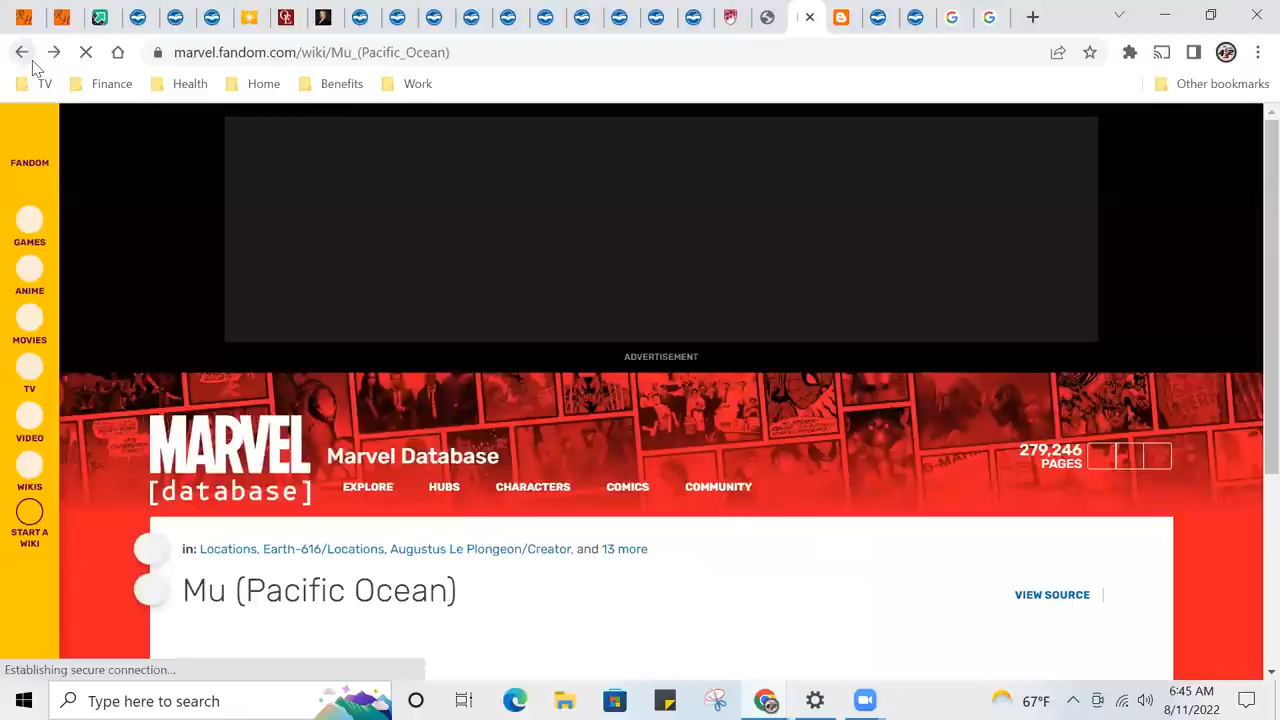 marvel.fandom.com/wiki/Mu_(Pacific_Ocean)
TV Finance Health Home Benefits Work Other bookmarks
FANDOM
GAMES
ANIME
MOVIES
TV
VIDEO
WIKIS
START A
WIKI
ADVERTISEMENT
MARVEL
[database]
Marvel Database
279,246
PAGES
EXPLORE HUBS CHARACTERS COMICS COMMUNITY
in: Locations, Earth-616/Locations, Augustus Le Plongeon/Creator, and 13 more
Mu (Pacific Ocean)
VIEW SOURCE
Establishing secure connection...
Type here to search
67°F
6:45 AM
8/11/2022